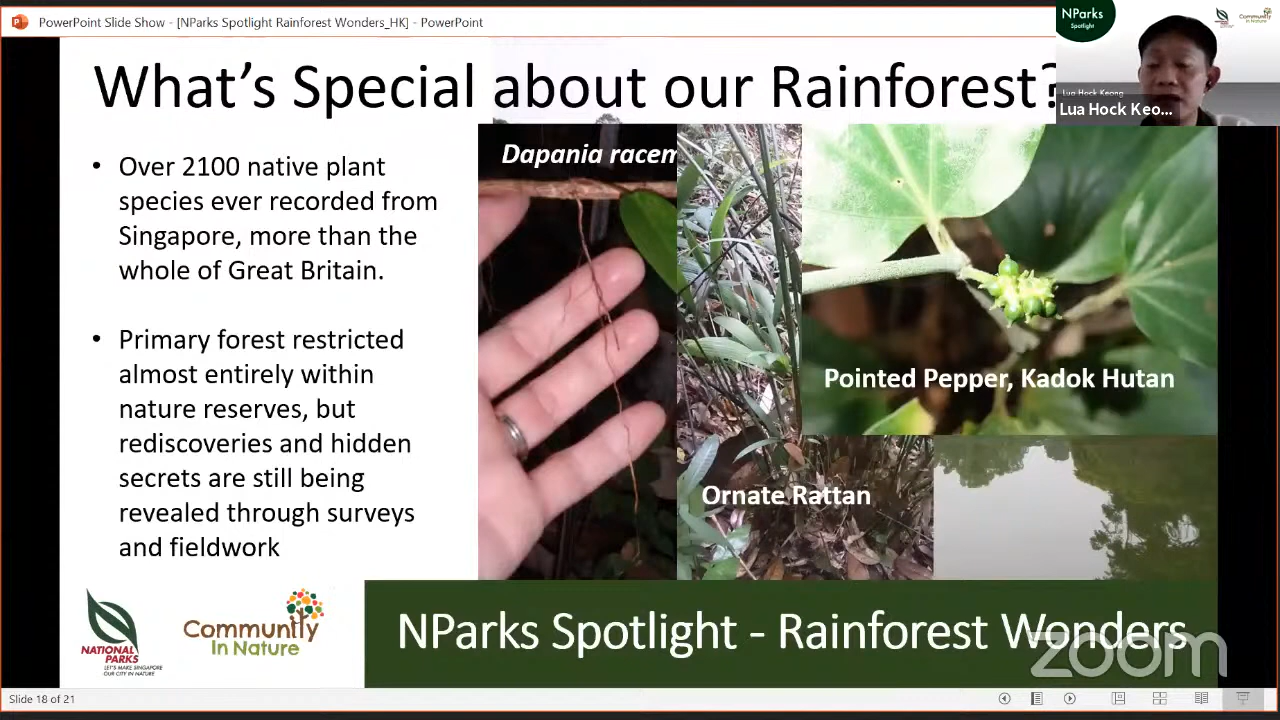 PowerPoint Slide Show - [NParks Spotlight Rainforest Wonders_HK] - PowerPoint
NParks
Spotlight
Lua Hock Keong
Lua Hock Keo...
What's Special about our Rainforest?
• Over 2100 native plant
species ever recorded from
Singapore, more than the
whole of Great Britain.
• Primary forest restricted
almost entirely within
nature reserves, but
rediscoveries and hidden
secrets are still being
revealed through surveys
and fieldwork
Dapania racem
Pointed Pepper, Kadok Hutan
Ornate Rattan
NATIONAL
PARKS
LET'S MAKE SINGAPORE
OUR CITY IN NATURE
Community
In Nature
NParks Spotlight - Rainforest Wonders
zoom
Slide 18 of 21